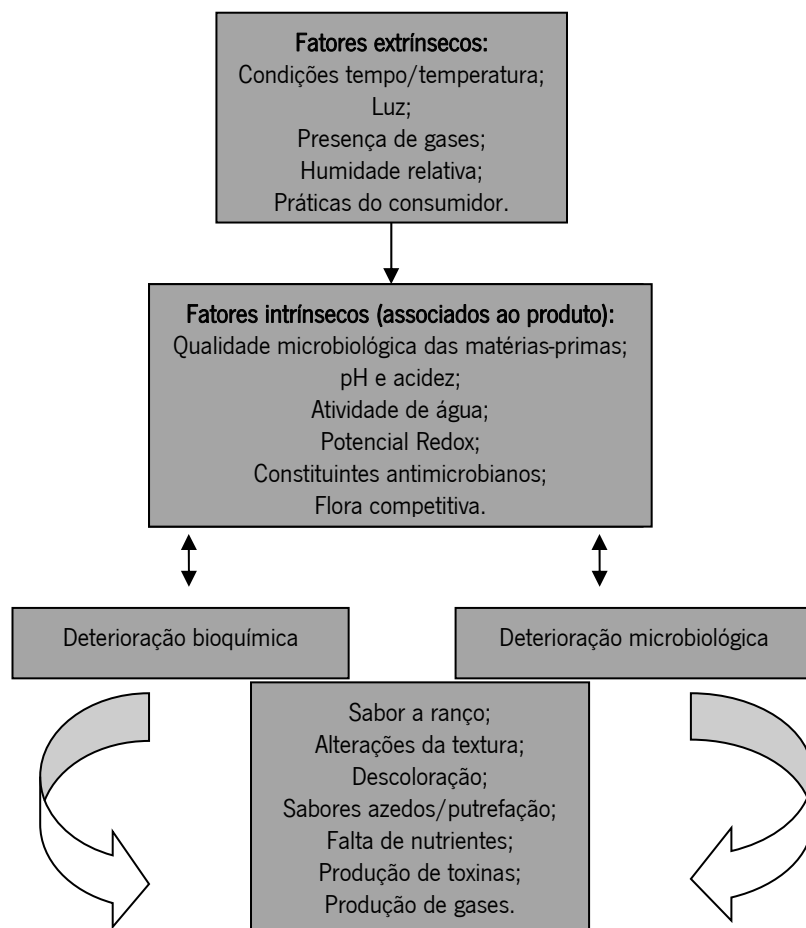 Fatores extrínsecos:
Condições tempo/temperatura;
Luz;
Presença de gases;
Humidade relativa;
Práticas do consumidor.
Fatores intrínsecos (associados ao produto):
Qualidade microbiológica das matérias-primas;
pH e acidez;
Atividade de água;
Potencial Redox;
Constituintes antimicrobianos;
Flora competitiva.
Deterioração bioquímica
Deterioração microbiológica
Sabor a ranço;
Alterações da textura;
Descoloração;
Sabores azedos/putrefação;
Falta de nutrientes;
Produção de toxinas;
Produção de gases.